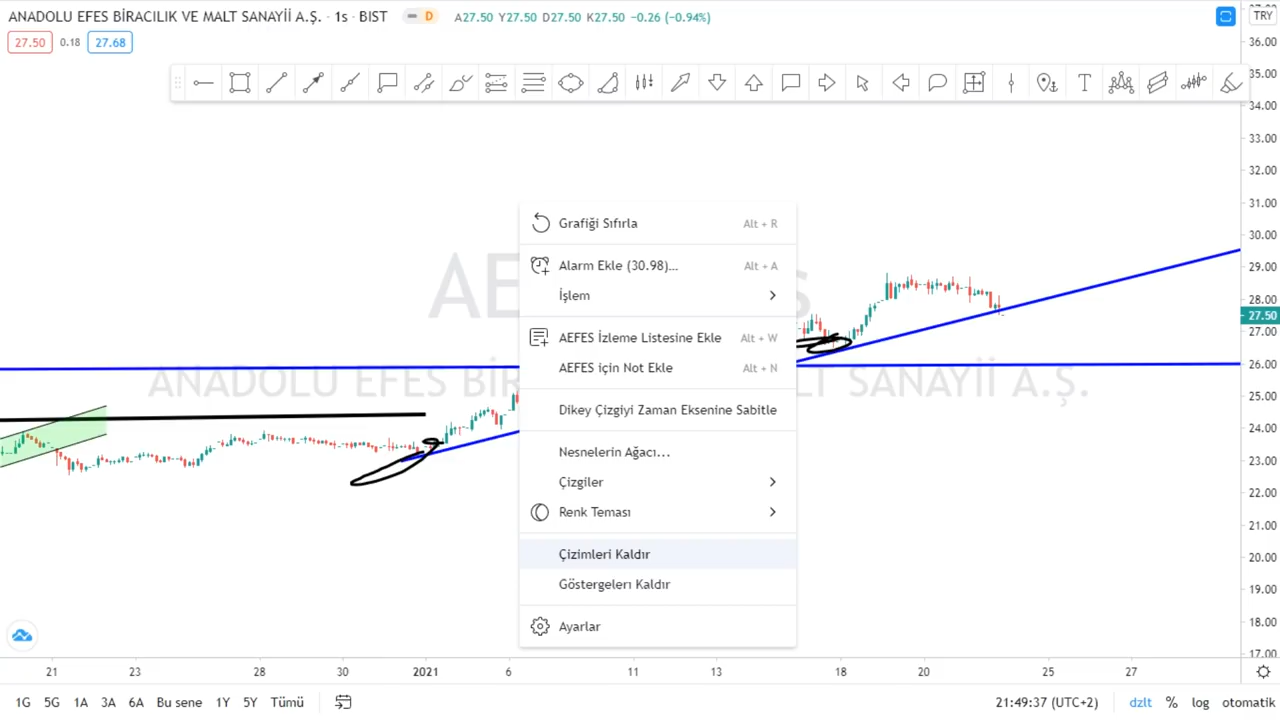 ANADOLU EFES BİRACILIK VE MALT SANAYİİ A.Ş. · 1s · BIST D A27.50 Y27.50 D27.50 K27.50 −0.26 (−0.94%)
27.50 0.18 27.68
TRY
36.00
35.00
34.00
33.00
32.00
31.00
30.00
29.00
28.00
27.50
27.00
26.00
25.00
24.00
23.00
22.00
21.00
20.00
19.00
18.00
17.00
Grafiği Sıfırla Alt + R
Alarm Ekle (30.98)... Alt + A
İşlem
AEFES İzleme Listesine Ekle Alt + W
AEFES için Not Ekle Alt + N
Dikey Çizgiyi Zaman Eksenine Sabitle
Nesnelerin Ağacı...
Çizgiler
Renk Teması
Çizimleri Kaldır
Göstergeleri Kaldır
Ayarlar
21 23 28 30 2021 6 11 13 18 20 25 27
1G 5G 1A 3A 6A Bu sene 1Y 5Y Tümü 21:49:37 (UTC+2) dzlt % log otomatik